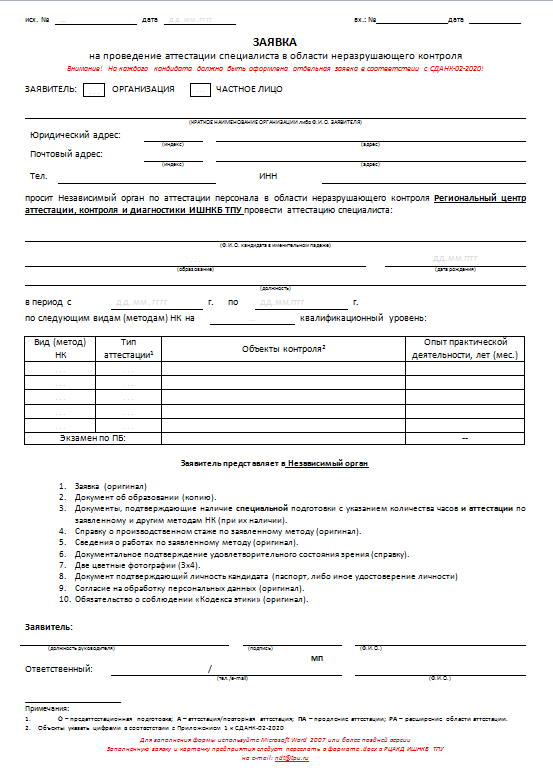 исх. № ... дата ДД.ММ.ГГГГ вх.: № дата
ЗАЯВКА
на проведение аттестации специалиста в области неразрушающего контроля
Внимание! На каждого кандидата должна быть оформлена отдельная заявка в соответствии с СДАНК-02-2020!
ЗАЯВИТЕЛЬ: ОРГАНИЗАЦИЯ ЧАСТНОЕ ЛИЦО
(КРАТКОЕ НАИМЕНОВАНИЕ ОРГАНИЗАЦИИ либо Ф.И.О. ЗАЯВИТЕЛЯ)
Юридический адрес:
(индекс) (адрес)
Почтовый адрес:
(индекс) (адрес)
Тел. ИНН
просит Независимый орган по аттестации персонала в области неразрушающего контроля Региональный центр
аттестации, контроля и диагностики ИШНКБ ТПУ провести аттестацию специалиста:
(Ф.И.О. кандидата в именительном падеже)
... ДД.ММ.ГГГГ
(образование) (дата рождения)
(должность)
в период с ДД.ММ.ГГГГ г. по ДД.ММ.ГГГГ г.
по следующим видам (методам) НК на ... квалификационный уровень:
Вид (метод) НК Тип аттестации¹ Объекты контроля² Опыт практической деятельности, лет (мес.)
... ...
... ...
... ...
... ...
... ...
Экзамен по ПБ: --
Заявитель представляет в Независимый орган
1. Заявка (оригинал)
2. Документ об образовании (копию).
3. Документы, подтверждающие наличие специальной подготовки с указанием количества часов и аттестации по
заявленному и другим методам НК (при их наличии).
4. Справку о производственном стаже по заявленному методу (оригинал).
5. Сведения о работах по заявленному методу (оригинал).
6. Документальное подтверждение удовлетворительного состояния зрения (справку).
7. Две цветные фотографии (3х4).
8. Документ подтверждающий личность кандидата (паспорт, либо иное удостоверение личности)
9. Согласие на обработку персональных данных (оригинал).
10. Обязательство о соблюдении «Кодекса этики» (оригинал).
Заявитель:
(должность руководителя) (подпись) (Ф.И.О.)
МП
Ответственный: /
(тел./e-mail) (Ф.И.О.)
Примечания:
1. О – предаттестационная подготовка; А – аттестация/повторная аттестация; ПА – продление аттестации; РА – расширение области аттестации.
2. Объекты указать цифрами в соответствии с Приложением 1 к СДАНК-02-2020
Для заполнения формы используйте Microsoft Word 2007 или более поздней версии
Заполненную заявку и карточку предприятия следует переслать в формате .docx в РЦАКД ИШНКБ ТПУ
на e-mail: ndt@tpu.ru